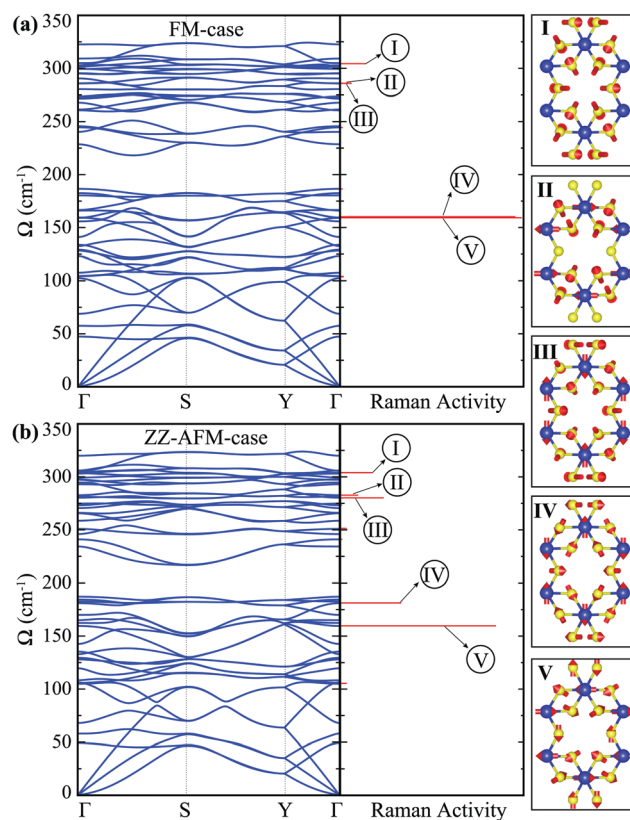 (a)
FM-case
Raman Activity
Ω (cm⁻¹)
350
300
250
200
150
100
50
0
Γ S Y Γ
I
II
III
IV
V
(b)
ZZ-AFM-case
Raman Activity
Ω (cm⁻¹)
350
300
250
200
150
100
50
0
Γ S Y Γ
I
II
III
IV
V
I
II
III
IV
V